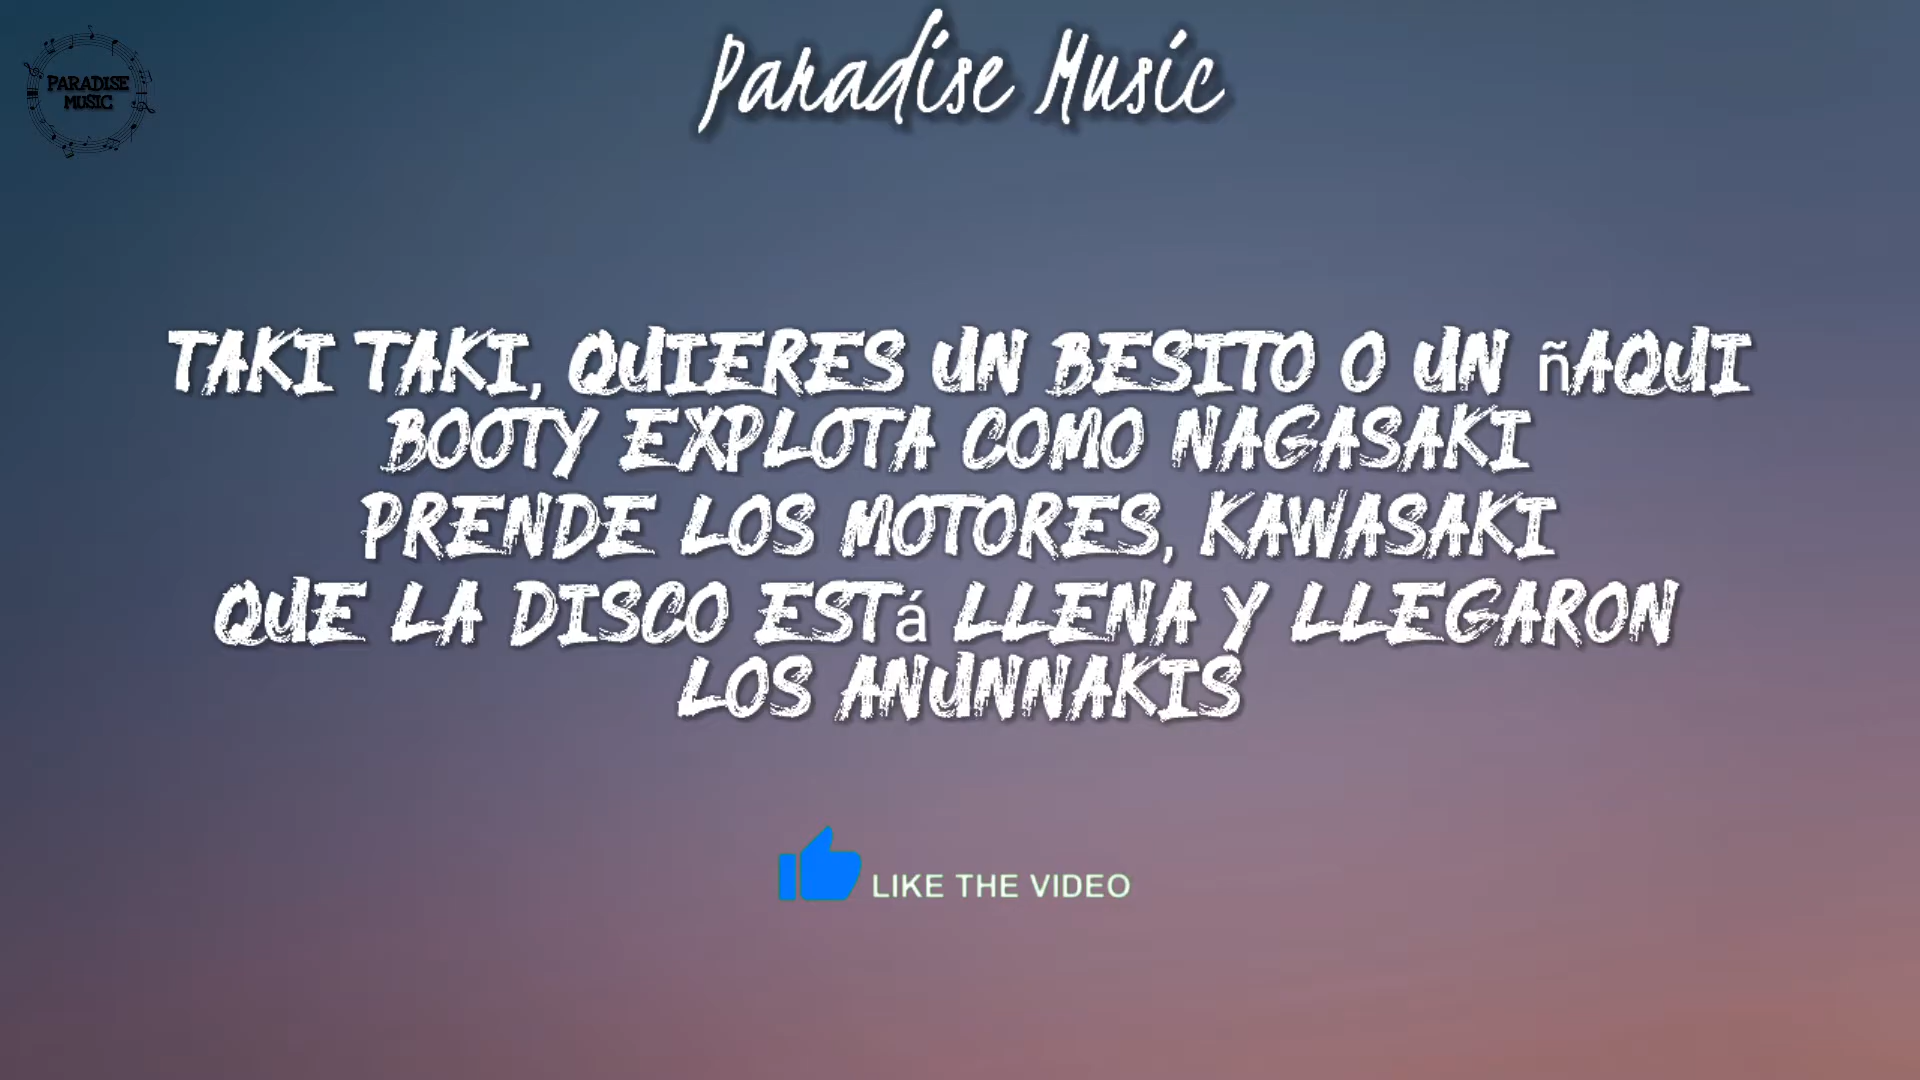 PARADISE
MUSIC
Paradise Music
TAKI TAKI, QUIERES UN BESITO O UN ñAQUI
BOOTY EXPLOTA COMO NAGASAKI
PRENDE LOS MOTORES, KAWASAKI
QUE LA DISCO ESTá LLENA Y LLEGARON
LOS ANUNNAKIS
LIKE THE VIDEO